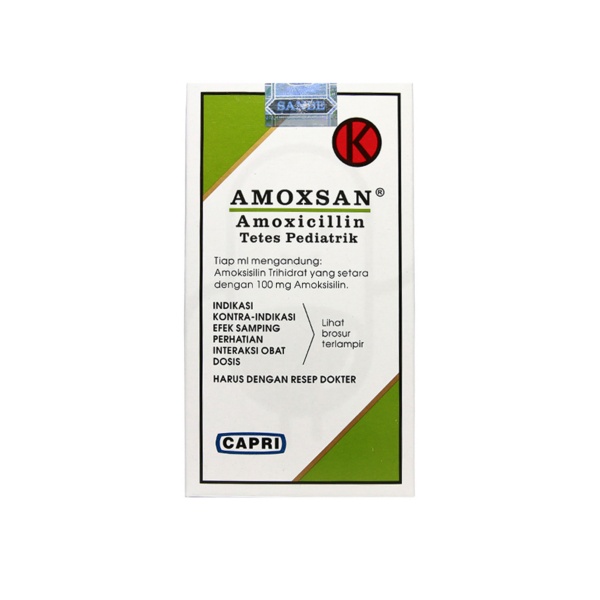 SANBE
K
AMOXSAN®
Amoxicillin
Tetes Pediatrik
Tiap ml mengandung:
Amoksisilin Trihidrat yang setara
dengan 100 mg Amoksisilin.
INDIKASI
KONTRA-INDIKASI
EFEK SAMPING
PERHATIAN
INTERAKSI OBAT
DOSIS
Lihat
brosur
terlampir
HARUS DENGAN RESEP DOKTER
CAPRI